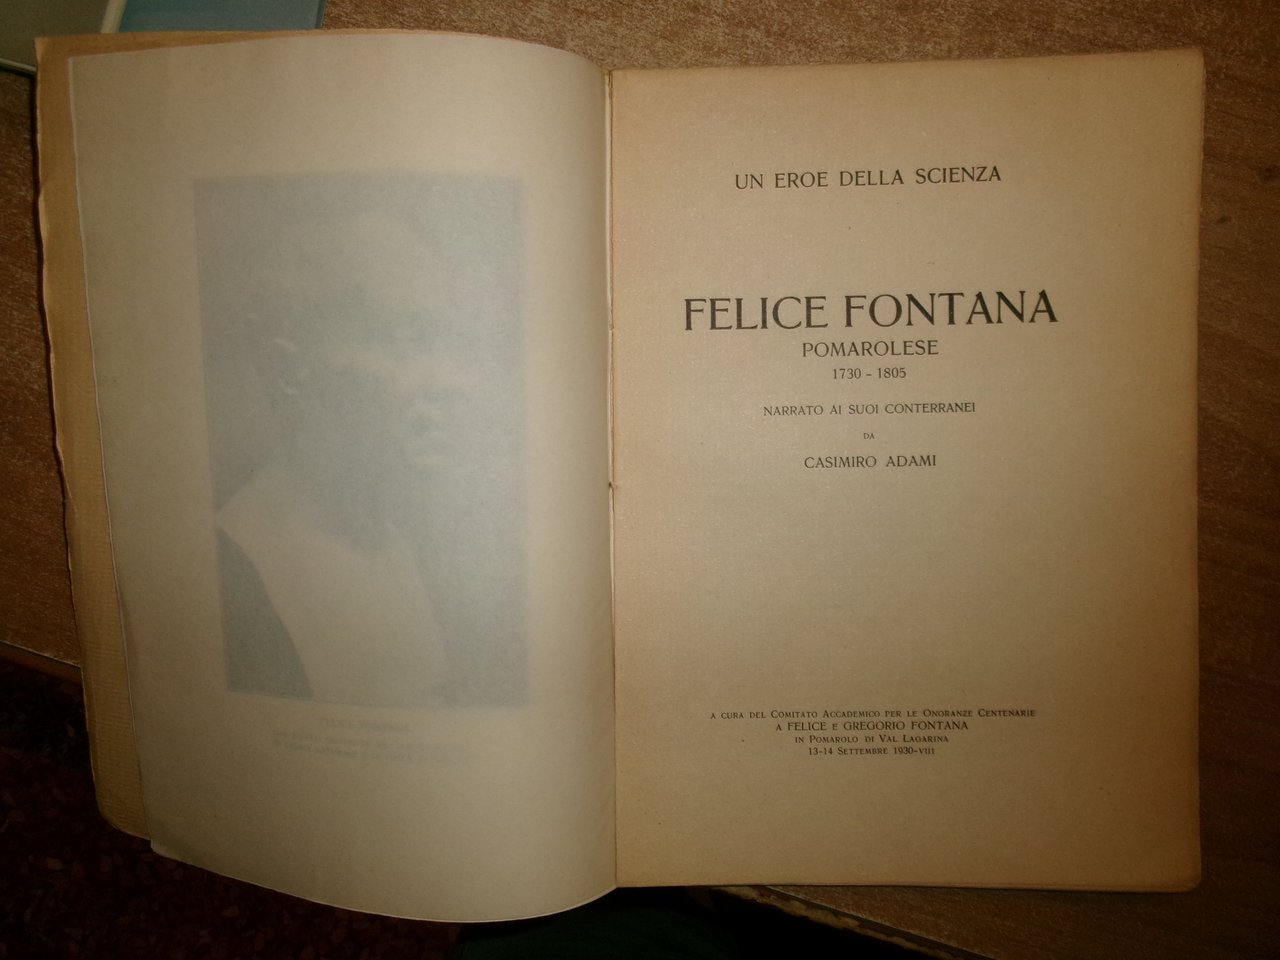 UN EROE DELLA SCIENZA
FELICE FONTANA
POMAROLESE
1730 - 1805
NARRATO AI SUOI CONTERRANEI
DA
CASIMIRO ADAMI
A CURA DEL COMITATO ACCADEMICO PER LE ONORANZE CENTENARIE
A FELICE E GREGORIO FONTANA
IN POMAROLO DI VAL LAGARINA
13-14 SETTEMBRE 1930-VIII